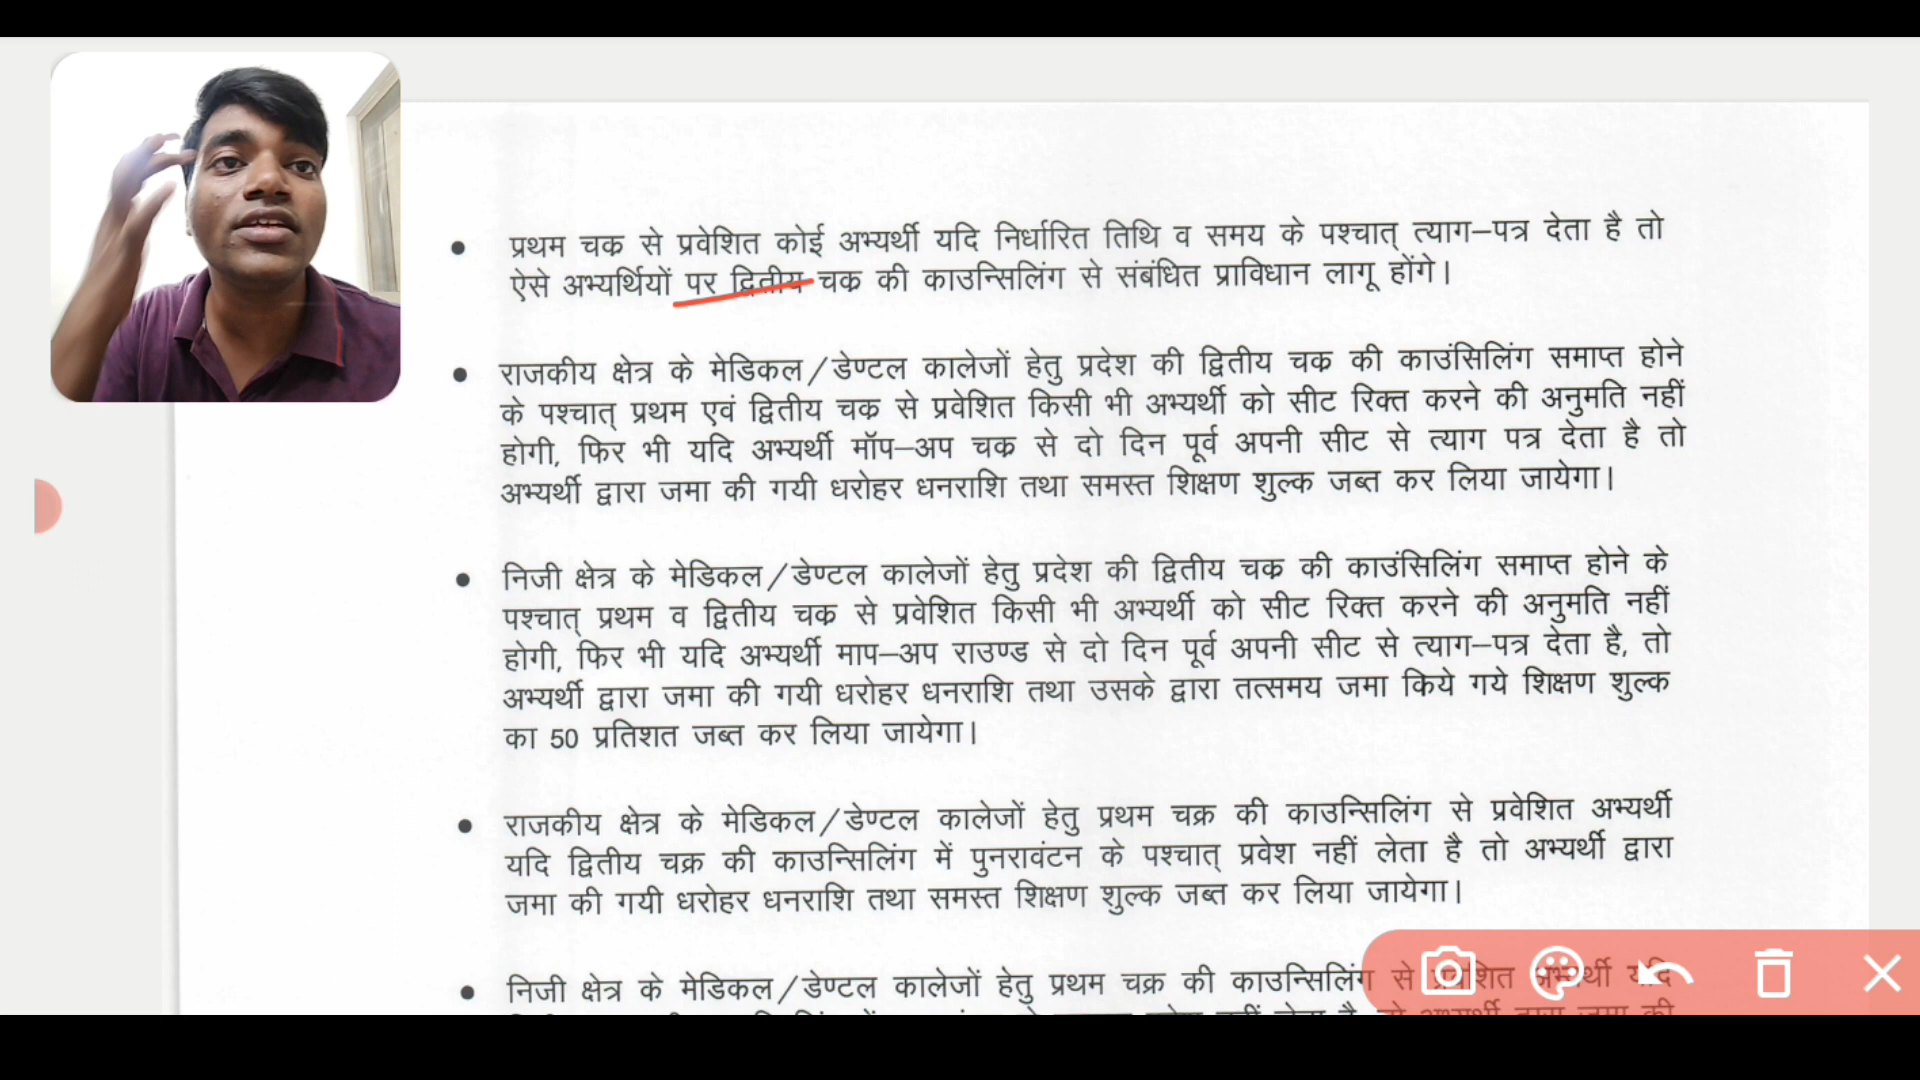 प्रथम चक्र से प्रवेशित कोई अभ्यर्थी यदि निर्धारित तिथि व समय के पश्चात् त्याग–पत्र देता है तो
ऐसे अभ्यर्थियों पर द्वितीय चक्र की काउन्सिलिंग से संबंधित प्राविधान लागू होंगे।
राजकीय क्षेत्र के मेडिकल/डेण्टल कालेजों हेतु प्रदेश की द्वितीय चक्र की काउंसिलिंग समाप्त होने
के पश्चात् प्रथम एवं द्वितीय चक्र से प्रवेशित किसी भी अभ्यर्थी को सीट रिक्त करने की अनुमति नहीं
होगी, फिर भी यदि अभ्यर्थी मॉप–अप चक्र से दो दिन पूर्व अपनी सीट से त्याग पत्र देता है तो
अभ्यर्थी द्वारा जमा की गयी धरोहर धनराशि तथा समस्त शिक्षण शुल्क जब्त कर लिया जायेगा।
निजी क्षेत्र के मेडिकल/डेण्टल कालेजों हेतु प्रदेश की द्वितीय चक्र की काउंसिलिंग समाप्त होने के
पश्चात् प्रथम व द्वितीय चक्र से प्रवेशित किसी भी अभ्यर्थी को सीट रिक्त करने की अनुमति नहीं
होगी, फिर भी यदि अभ्यर्थी माप–अप राउण्ड से दो दिन पूर्व अपनी सीट से त्याग–पत्र देता है, तो
अभ्यर्थी द्वारा जमा की गयी धरोहर धनराशि तथा उसके द्वारा तत्समय जमा किये गये शिक्षण शुल्क
का 50 प्रतिशत जब्त कर लिया जायेगा।
राजकीय क्षेत्र के मेडिकल/डेण्टल कालेजों हेतु प्रथम चक्र की काउन्सिलिंग से प्रवेशित अभ्यर्थी
यदि द्वितीय चक्र की काउन्सिलिंग में पुनरावंटन के पश्चात् प्रवेश नहीं लेता है तो अभ्यर्थी द्वारा
जमा की गयी धरोहर धनराशि तथा समस्त शिक्षण शुल्क जब्त कर लिया जायेगा।
निजी क्षेत्र के मेडिकल/डेण्टल कालेजों हेतु प्रथम चक्र की काउन्सिलिंग से प्रवेशित अभ्यर्थी यदि